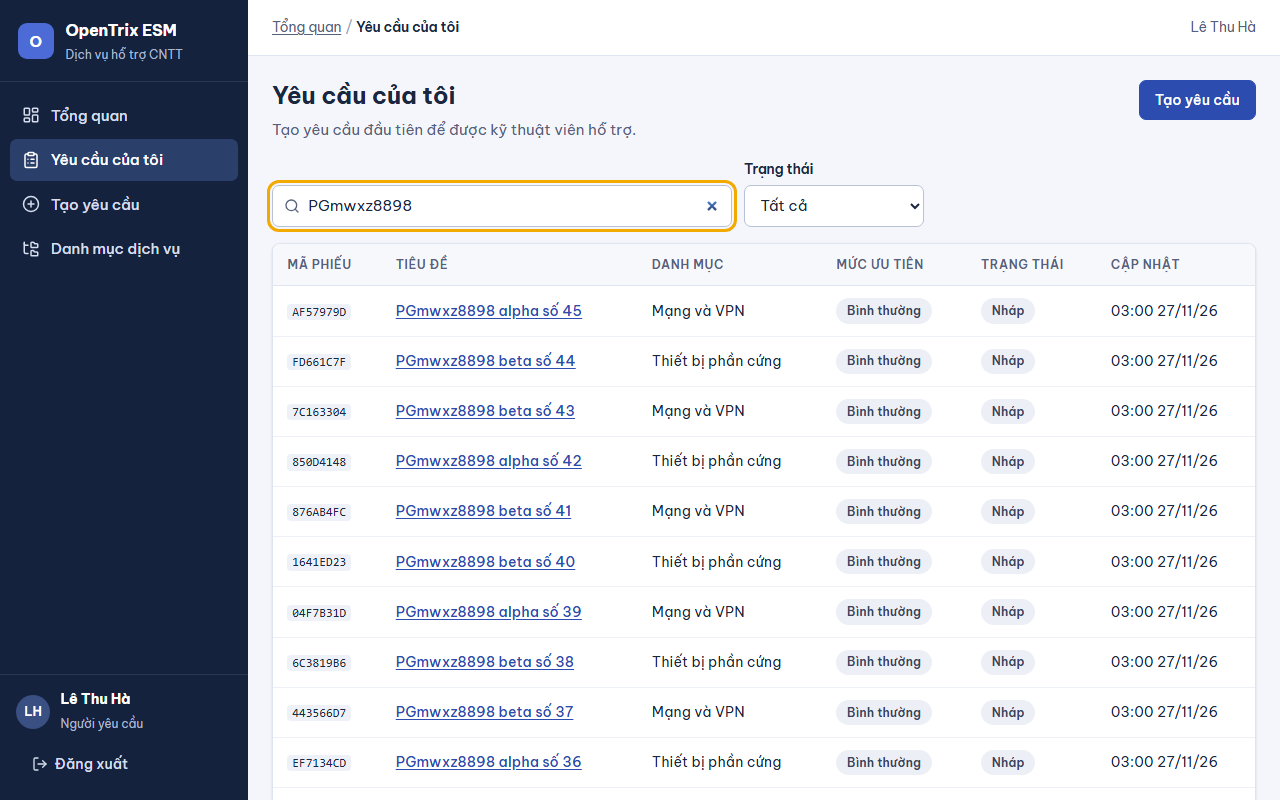 O
OpenTrix ESM
Dịch vụ hỗ trợ CNTT
Tổng quan
Yêu cầu của tôi
Tạo yêu cầu
Danh mục dịch vụ
LH
Lê Thu Hà
Người yêu cầu
Đăng xuất
Tổng quan / Yêu cầu của tôi
Lê Thu Hà
Yêu cầu của tôi
Tạo yêu cầu đầu tiên để được kỹ thuật viên hỗ trợ.
Tạo yêu cầu
Trạng thái
PGmwxz8898
Tất cả
MÃ PHIẾU TIÊU ĐỀ DANH MỤC MỨC ƯU TIÊN TRẠNG THÁI CẬP NHẬT
AF57979D PGmwxz8898 alpha số 45 Mạng và VPN Bình thường Nháp 03:00 27/11/26
FD661C7F PGmwxz8898 beta số 44 Thiết bị phần cứng Bình thường Nháp 03:00 27/11/26
7C163304 PGmwxz8898 beta số 43 Mạng và VPN Bình thường Nháp 03:00 27/11/26
850D4148 PGmwxz8898 alpha số 42 Thiết bị phần cứng Bình thường Nháp 03:00 27/11/26
876AB4FC PGmwxz8898 beta số 41 Mạng và VPN Bình thường Nháp 03:00 27/11/26
1641ED23 PGmwxz8898 beta số 40 Thiết bị phần cứng Bình thường Nháp 03:00 27/11/26
04F7B31D PGmwxz8898 alpha số 39 Mạng và VPN Bình thường Nháp 03:00 27/11/26
6C3819B6 PGmwxz8898 beta số 38 Thiết bị phần cứng Bình thường Nháp 03:00 27/11/26
443566D7 PGmwxz8898 beta số 37 Mạng và VPN Bình thường Nháp 03:00 27/11/26
EF7134CD PGmwxz8898 alpha số 36 Thiết bị phần cứng Bình thường Nháp 03:00 27/11/26